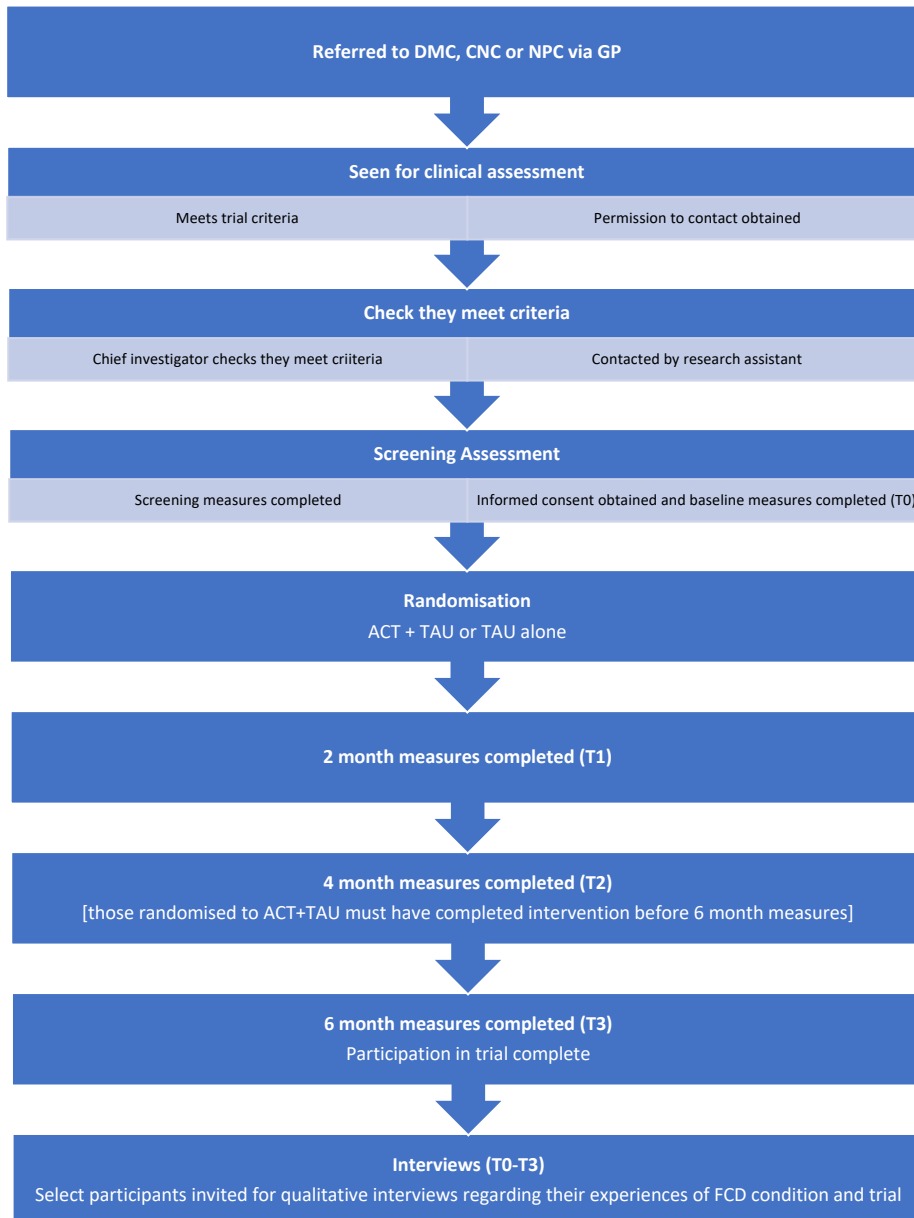 Referred to DMC, CNC or NPC via GP
Seen for clinical assessment
Meets trial criteria
Permission to contact obtained
Check they meet criteria
Chief investigator checks they meet criiteria
Contacted by research assistant
Screening Assessment
Screening measures completed
Informed consent obtained and baseline measures completed (T0)
Randomisation
ACT + TAU or TAU alone
2 month measures completed (T1)
4 month measures completed (T2)
[those randomised to ACT+TAU must have completed intervention before 6 month measures]
6 month measures completed (T3)
Participation in trial complete
Interviews (T0-T3)
Select participants invited for qualitative interviews regarding their experiences of FCD condition and trial